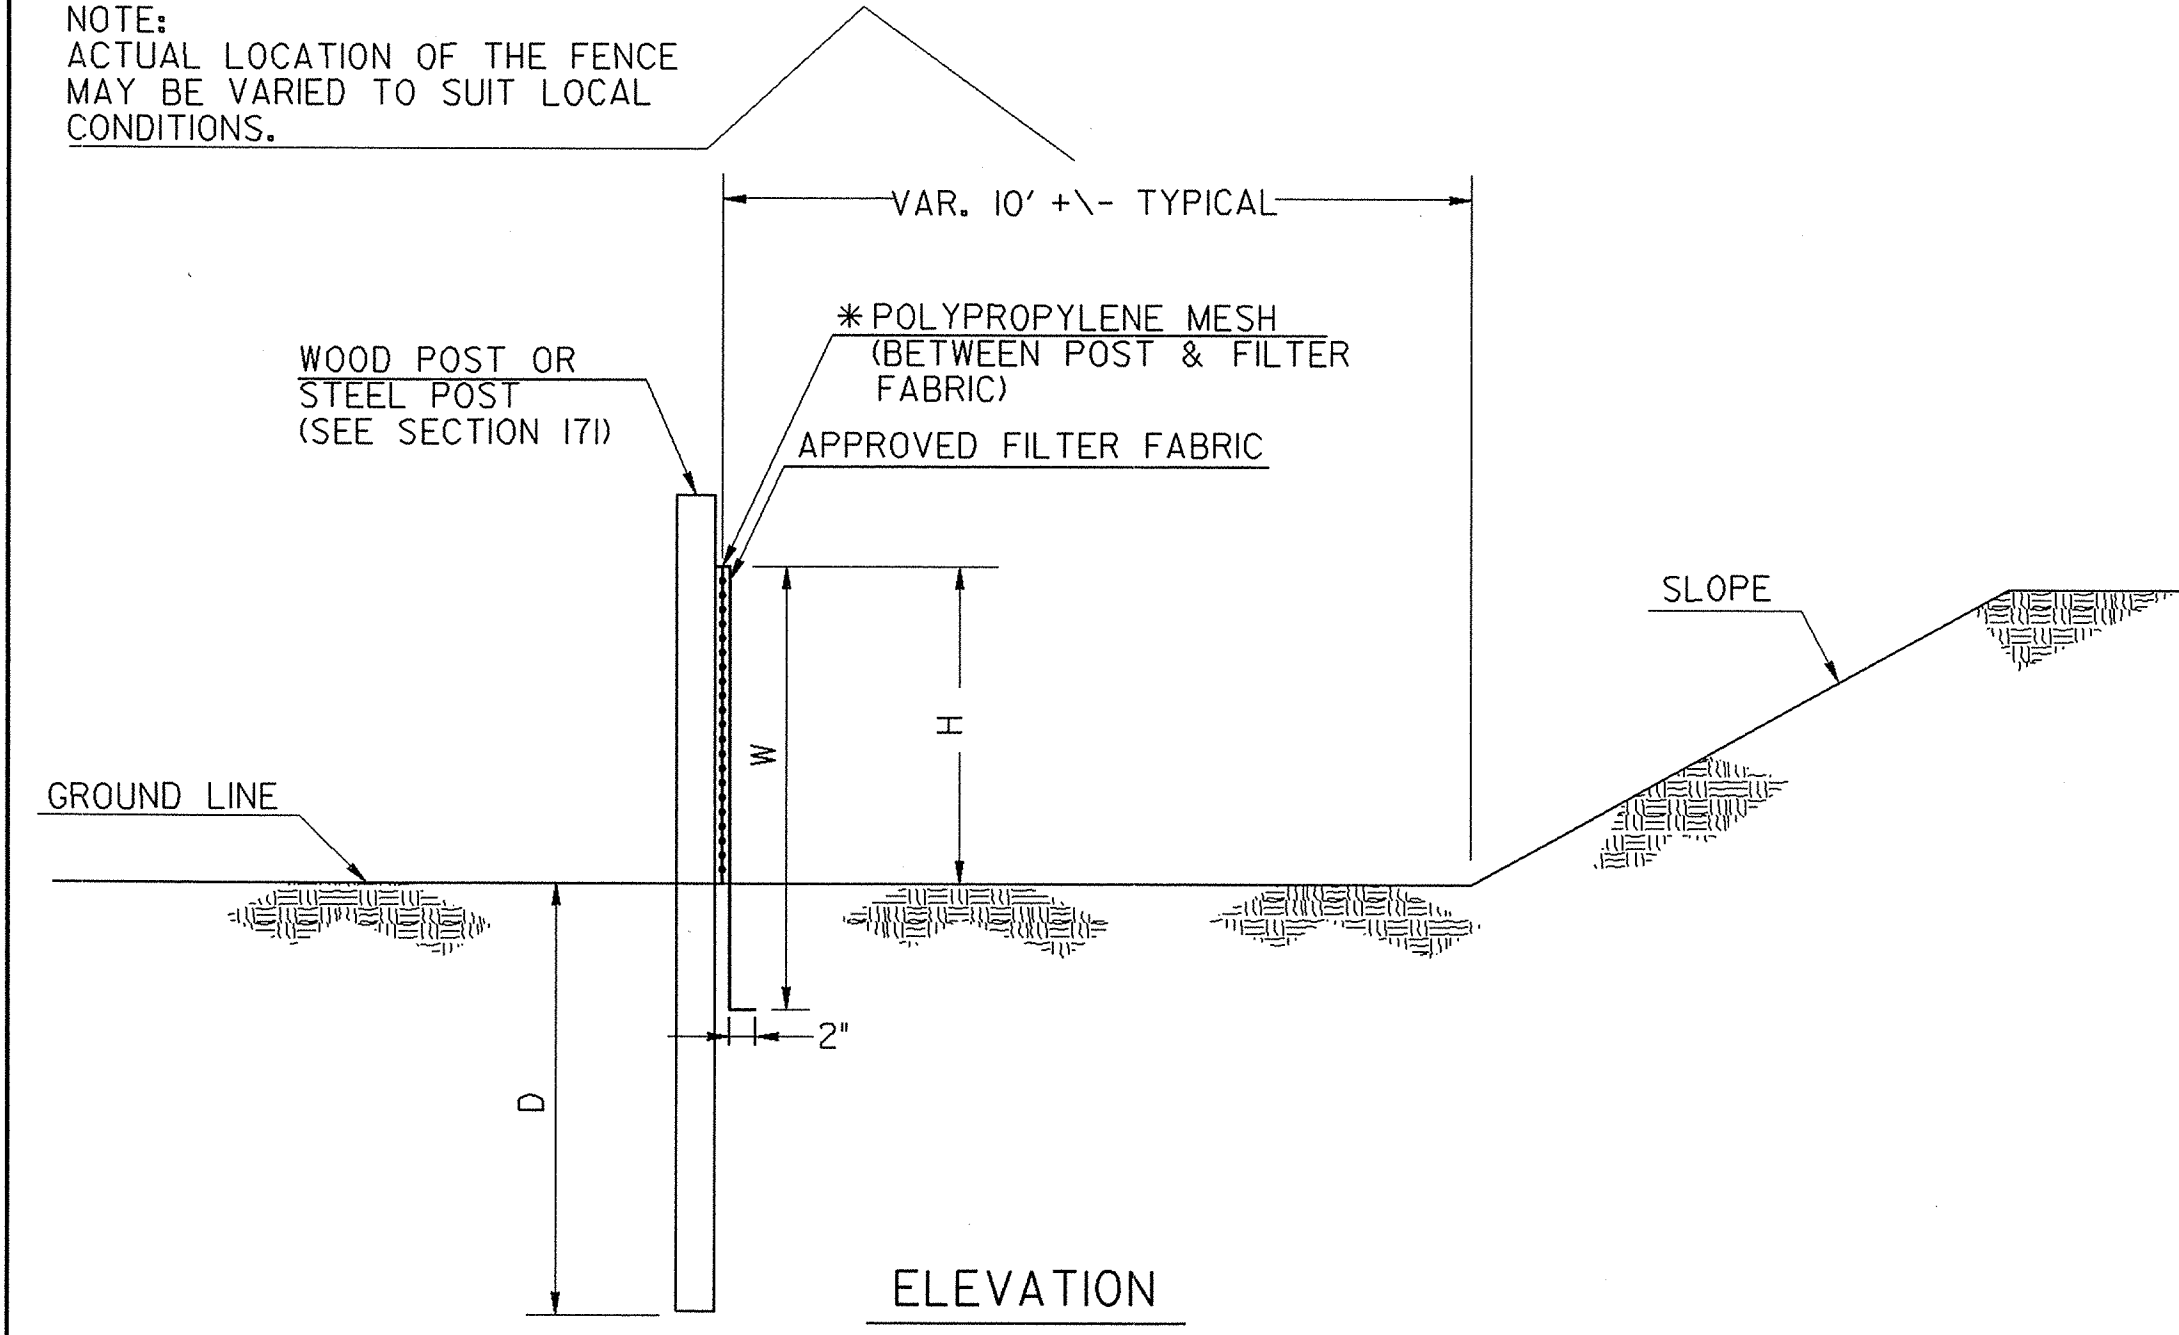 NOTE:
ACTUAL LOCATION OF THE FENCE
MAY BE VARIED TO SUIT LOCAL
CONDITIONS.
VAR. 10' +\- TYPICAL
* POLYPROPYLENE MESH
(BETWEEN POST & FILTER
FABRIC)
WOOD POST OR
STEEL POST
(SEE SECTION 171)
APPROVED FILTER FABRIC
SLOPE
H
W
GROUND LINE
2"
D
ELEVATION